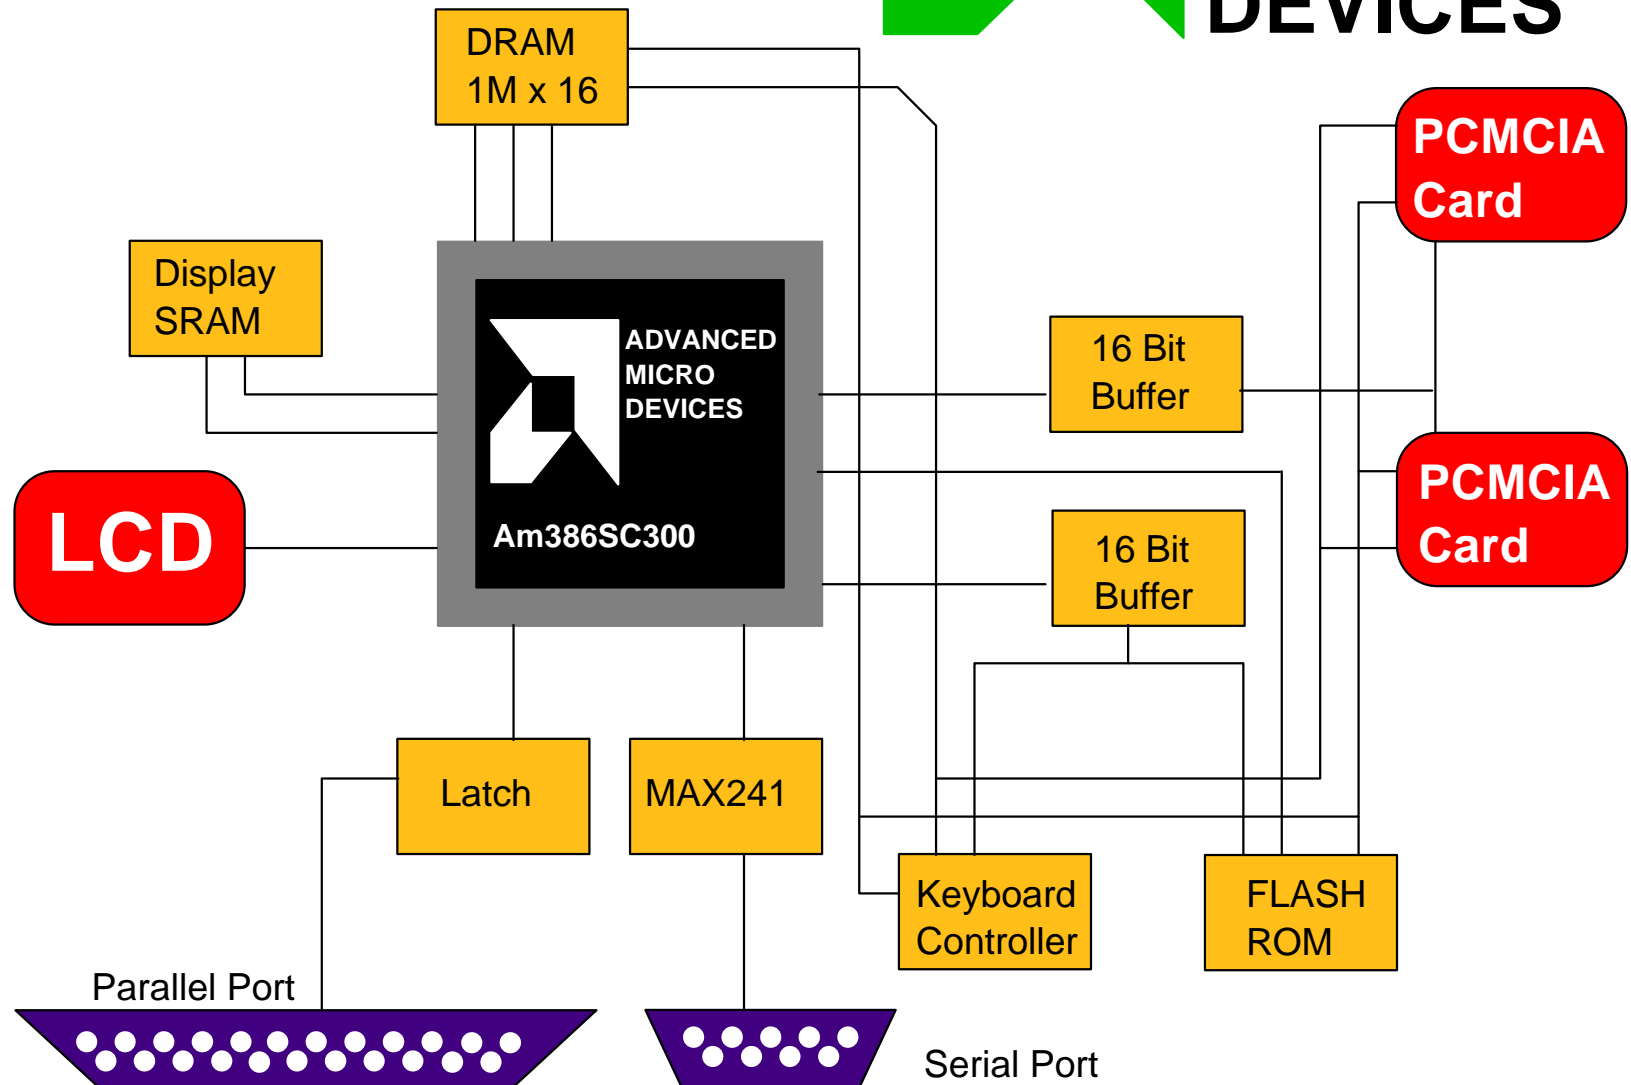 DEVICES
DRAM
1M x 16
PCMCIA
Card
Display
SRAM
ADVANCED
MICRO
DEVICES
Am386SC300
16 Bit
Buffer
LCD
PCMCIA
Card
16 Bit
Buffer
Latch
MAX241
Keyboard
Controller
FLASH
ROM
Parallel Port
Serial Port